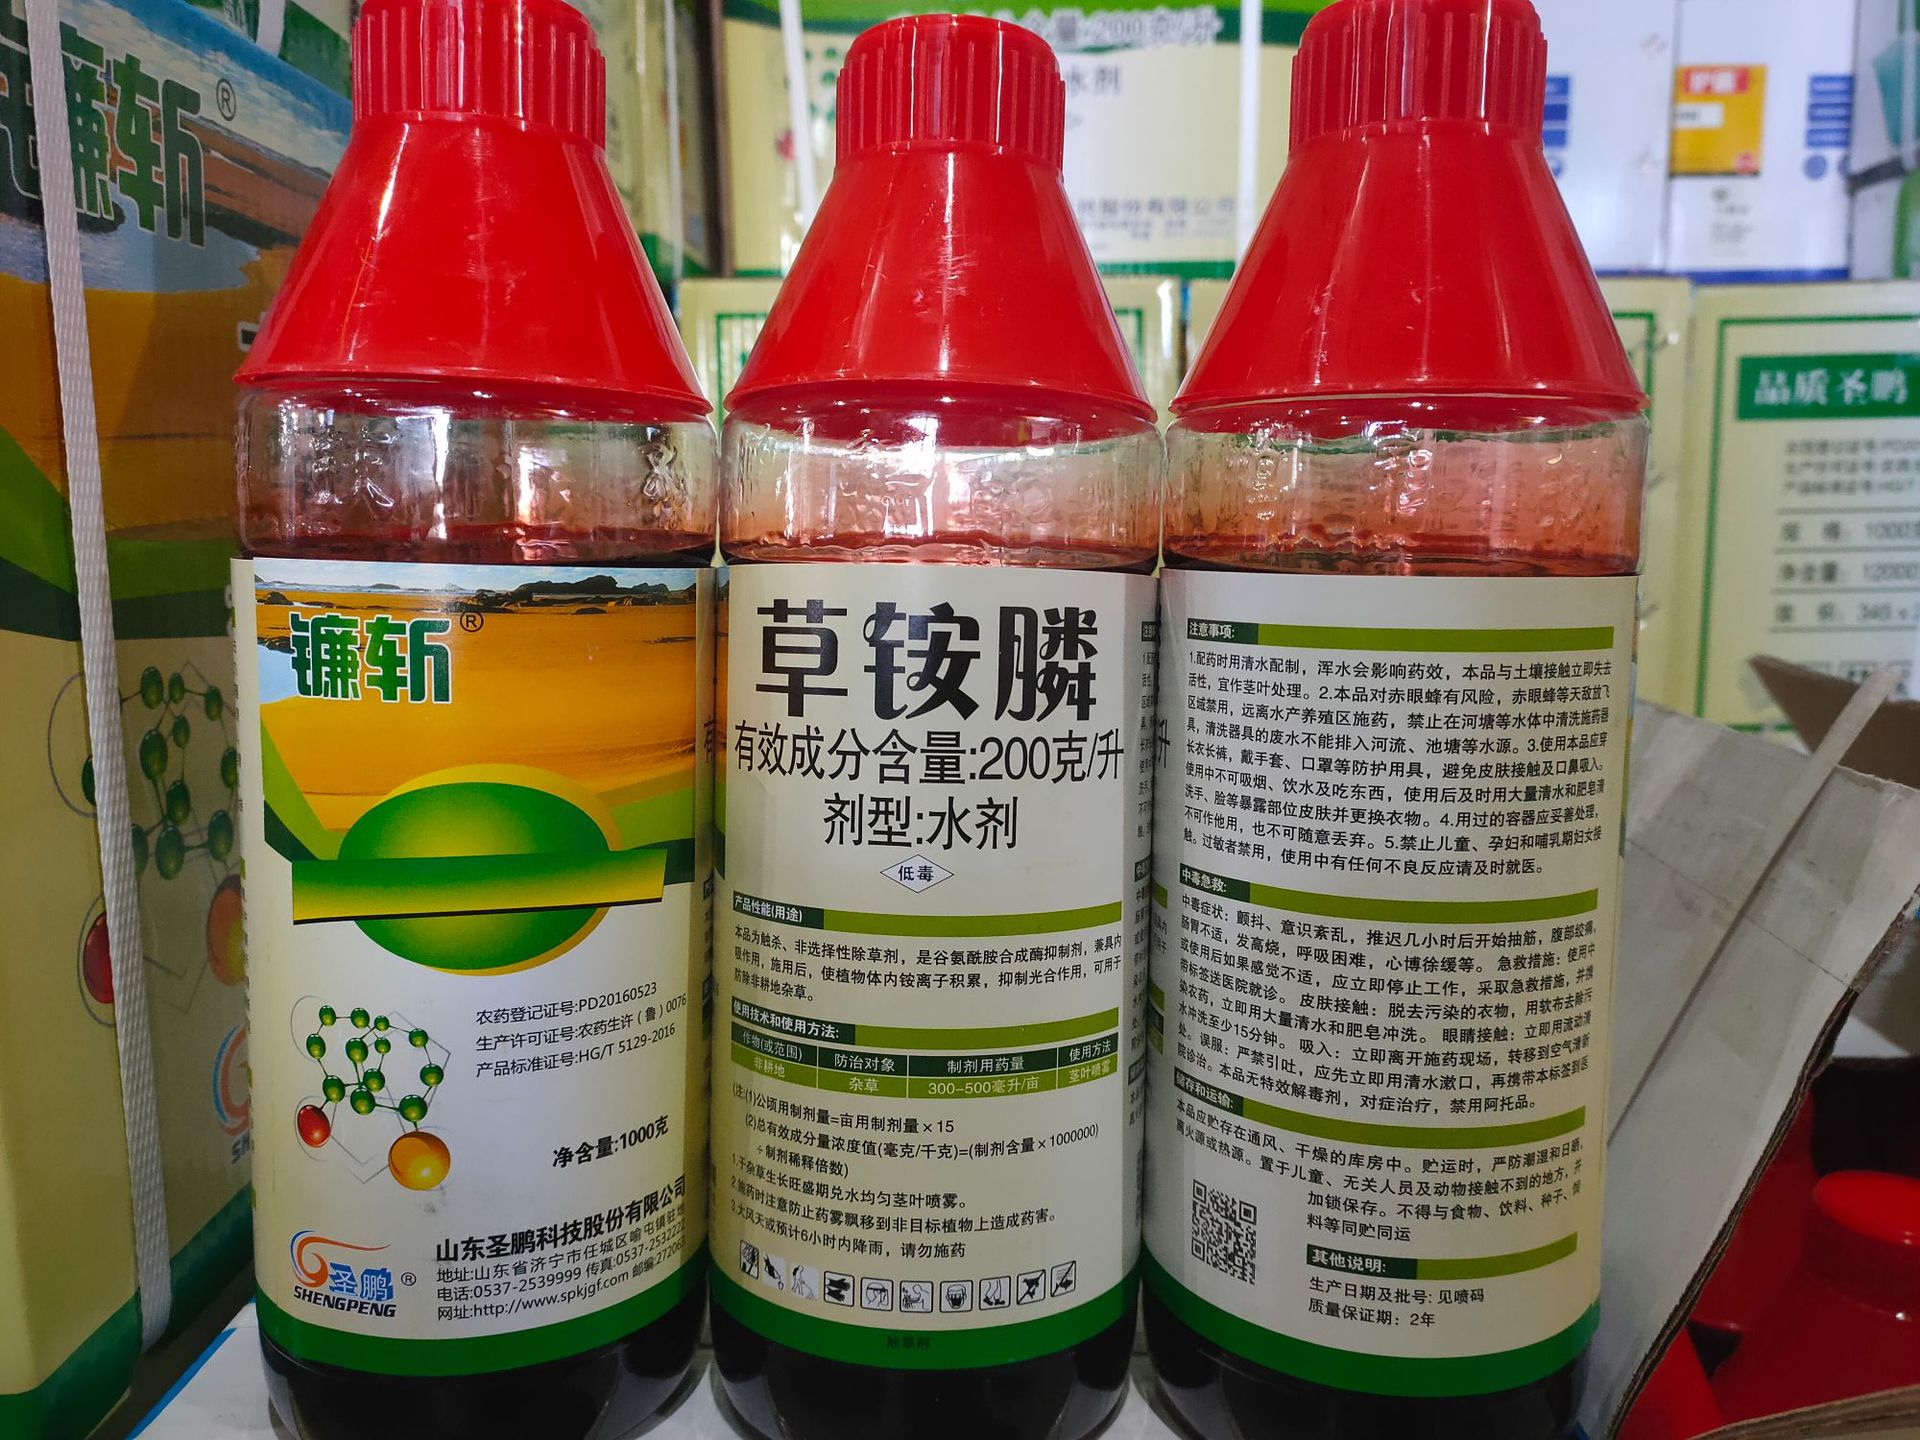 镰斩®
镰斩®
农药登记证号:PD20160523
生产许可证号:农药生许(鲁)0076
产品标准证号:HG/T 5129-2016
净含量:1000克
圣鹏®
SHENGPENG
山东圣鹏科技股份有限公司
地址:山东省济宁市任城区喻屯镇驻地
电话:0537-2539999 传真:0537-2532222
网址:http://www.spkjgf.com 邮编:272063
草铵膦
有效成分含量:200克/升
剂型:水剂
低毒
产品性能(用途)
本品为触杀、非选择性除草剂，是谷氨酰胺合成酶抑制剂，兼具内
吸作用，施用后，使植物体内铵离子积累，抑制光合作用，可用于
防除非耕地杂草。
使用技术和使用方法:
作物(或范围) 防治对象 制剂用药量 使用方法
非耕地 杂草 300-500毫升/亩 茎叶喷雾
(注:(1)公顷用制剂量=亩用制剂量×15
(2)总有效成分量浓度值(毫克/千克)=(制剂含量×1000000)
÷制剂稀释倍数)
1.于杂草生长旺盛期兑水均匀茎叶喷雾。
2.施药时注意防止药雾飘移到非目标植物上造成药害。
3.大风天或预计6小时内降雨，请勿施药
除草剂
注意事项:
1.配药时用清水配制，浑水会影响药效，本品与土壤接触立即失去
活性，宜作茎叶处理。2.本品对赤眼蜂有风险，赤眼蜂等天敌放飞
区域禁用，远离水产养殖区施药，禁止在河塘等水体中清洗施药器
具，清洗器具的废水不能排入河流、池塘等水源。3.使用本品应穿
长衣长裤，戴手套、口罩等防护用具，避免皮肤接触及口鼻吸入。
使用中不可吸烟、饮水及吃东西，使用后及时用大量清水和肥皂清
洗手、脸等暴露部位皮肤并更换衣物。4.用过的容器应妥善处理，
不可作他用，也不可随意丢弃。5.禁止儿童、孕妇和哺乳期妇女接
触。过敏者禁用，使用中有任何不良反应请及时就医。
中毒急救:
中毒症状：颤抖、意识紊乱，推迟几小时后开始抽筋，腹部绞痛，
肠胃不适，发高烧，呼吸困难，心博徐缓等。急救措施：使用中
或使用后如果感觉不适，应立即停止工作，采取急救措施，并携
带标签送医院就诊。皮肤接触：脱去污染的衣物，用软布去除污
染农药，立即用大量清水和肥皂冲洗。眼睛接触：立即用流动清
水冲洗至少15分钟。吸入：立即离开施药现场，转移到空气清新
处。误服：严禁引吐，应先立即用清水漱口，再携带本标签到医
院诊治。本品无特效解毒剂，对症治疗，禁用阿托品。
储存和运输:
本品应贮存在通风、干燥的库房中。贮运时，严防潮湿和日晒，
离火源或热源。置于儿童、无关人员及动物接触不到的地方，并
加锁保存。不得与食物、饮料、种子、饲
料等同贮同运
其他说明:
生产日期及批号：见喷码
质量保证期：2年
品质圣鹏